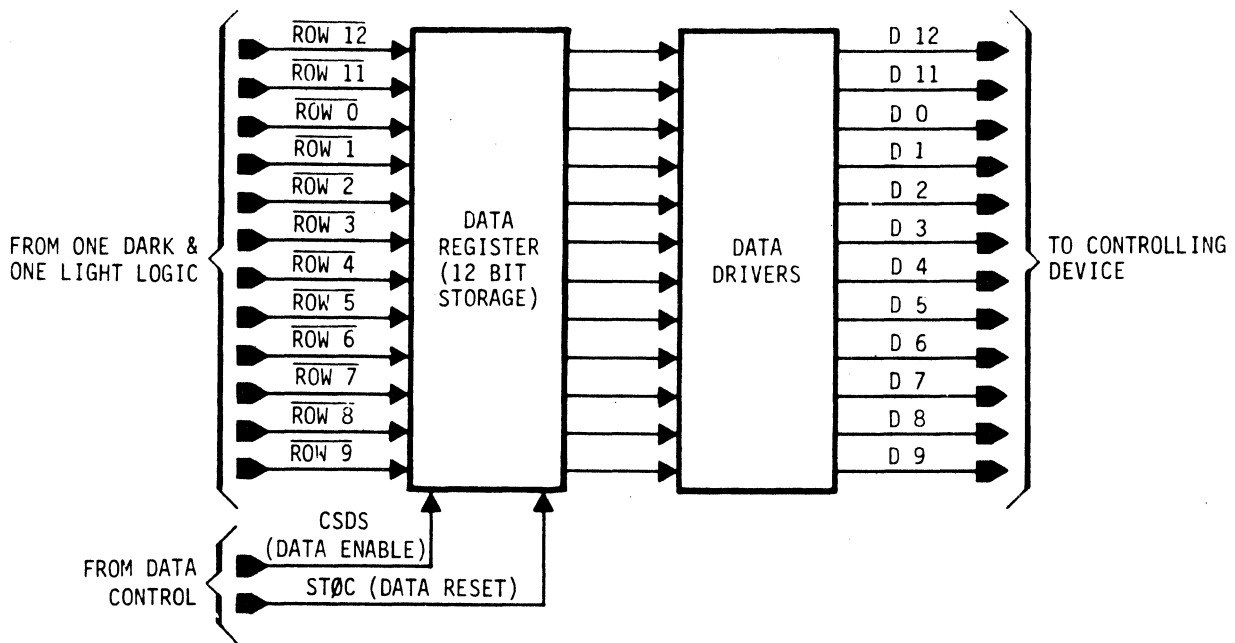 ROW 12
ROW 11
ROW 0
ROW 1
ROW 2
ROW 3
ROW 4
ROW 5
ROW 6
ROW 7
ROW 8
ROW 9
FROM ONE DARK &
ONE LIGHT LOGIC
DATA
REGISTER
(12 BIT
STORAGE)
DATA
DRIVERS
D 12
D 11
D 0
D 1
D 2
D 3
D 4
D 5
D 6
D 7
D 8
D 9
TO CONTROLLING
DEVICE
FROM DATA
CONTROL
CSDS
(DATA ENABLE)
STØC (DATA RESET)